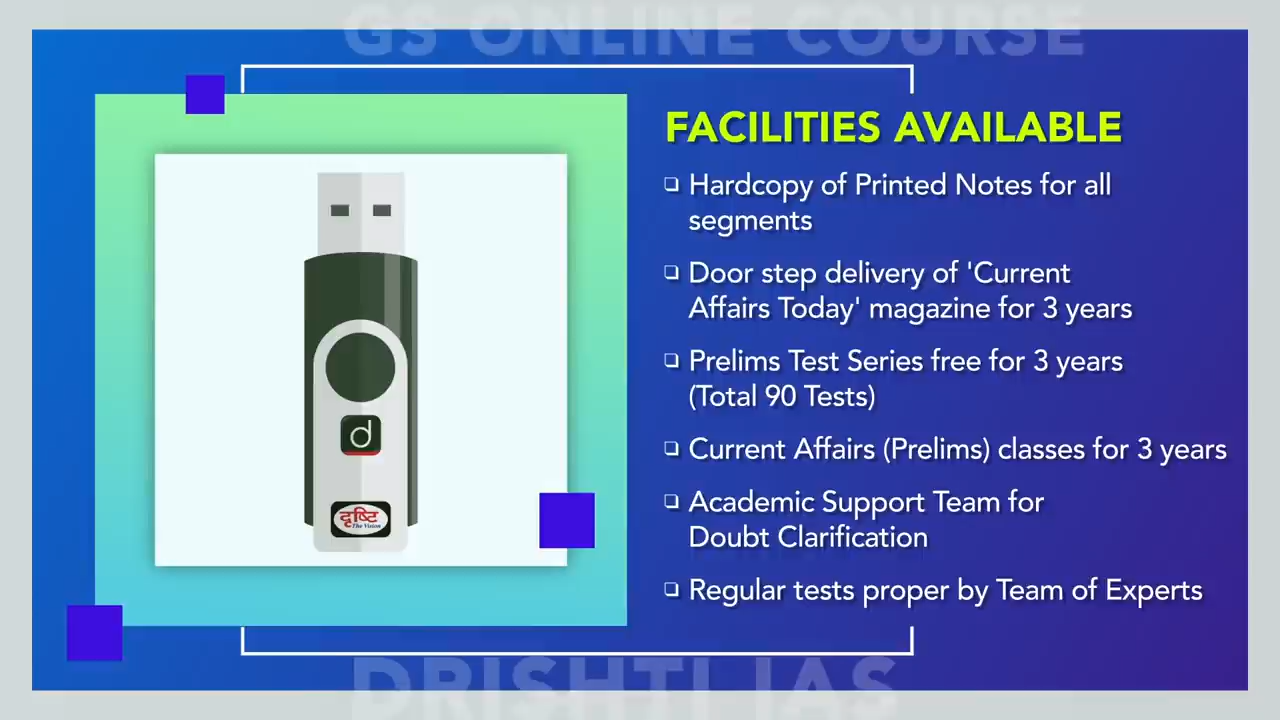 GS ONLINE COURSE
FACILITIES AVAILABLE
Hardcopy of Printed Notes for all
segments
Door step delivery of 'Current
Affairs Today' magazine for 3 years
Prelims Test Series free for 3 years
(Total 90 Tests)
Current Affairs (Prelims) classes for 3 years
Academic Support Team for
Doubt Clarification
Regular tests proper by Team of Experts
d
दृष्टि
The Vision
DRISHTI IAS